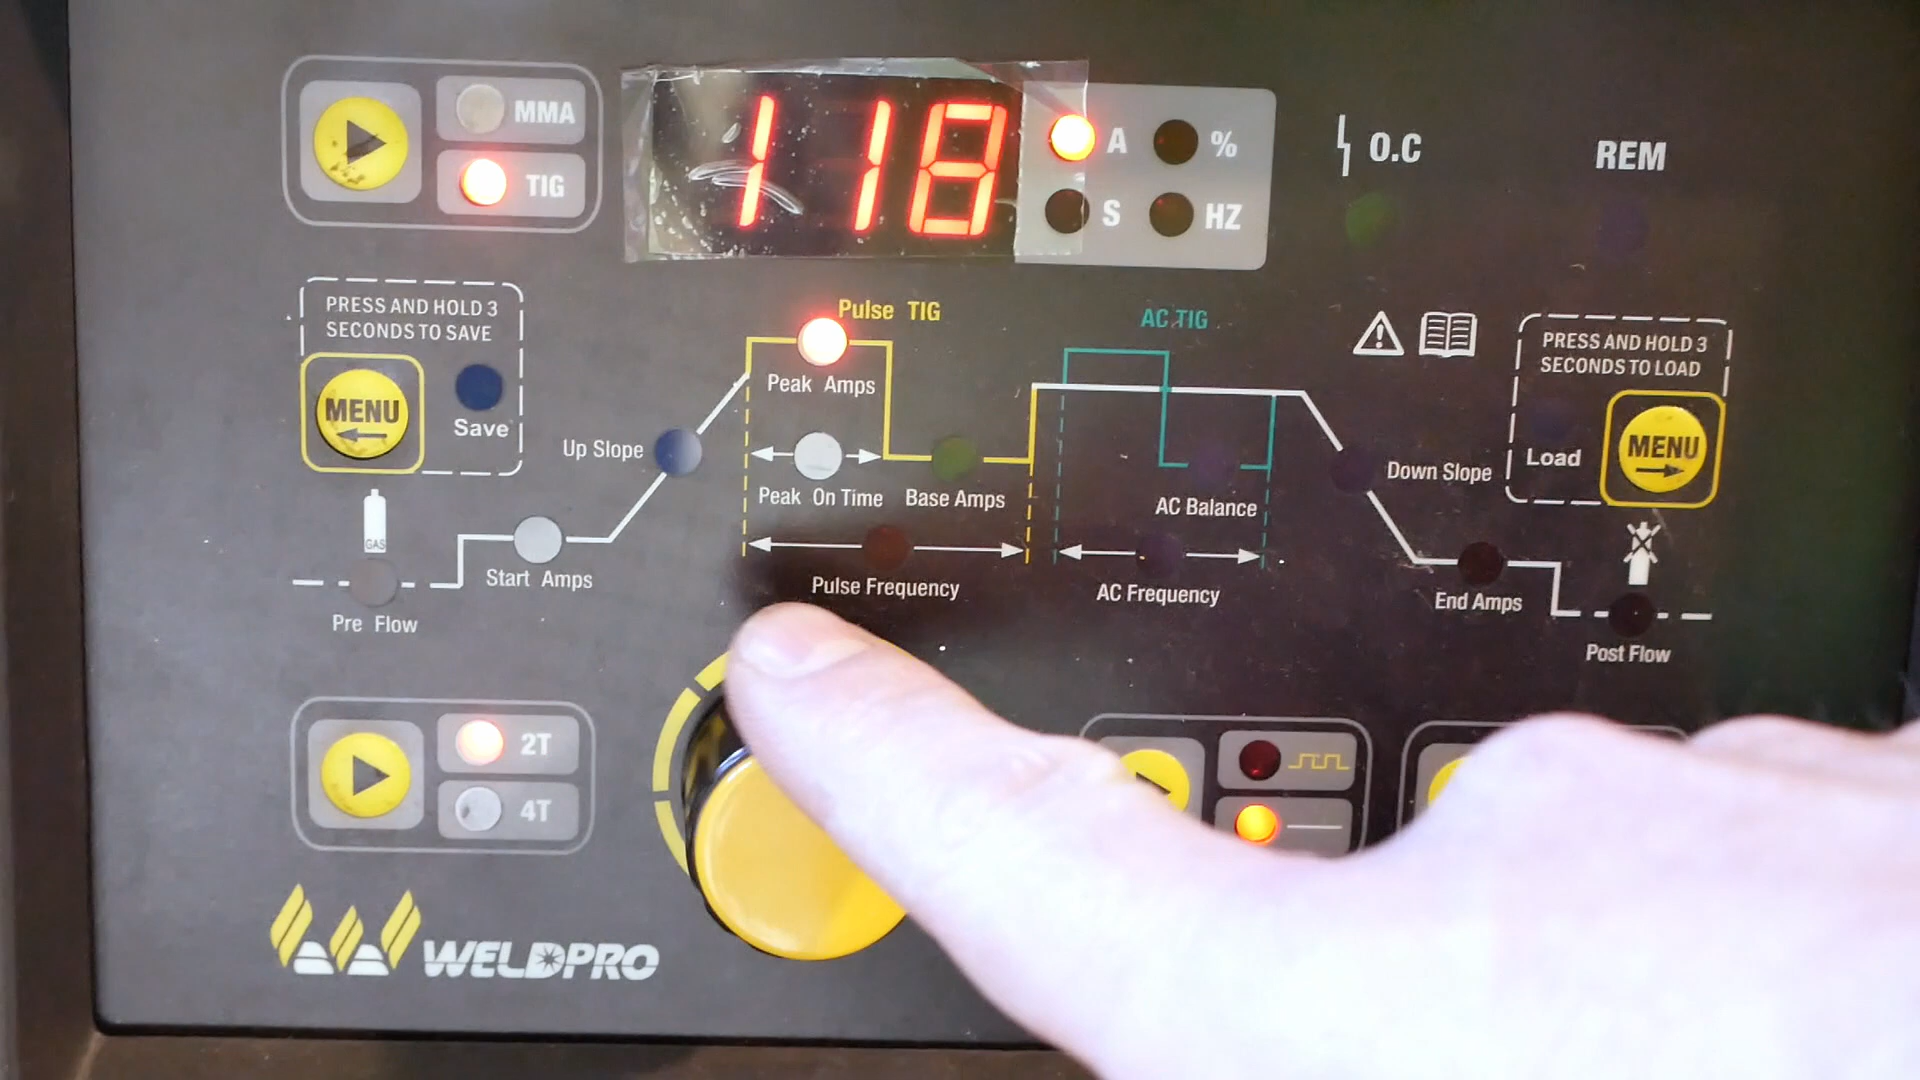 MMA
TIG
118
A
%
S
HZ
O.C
REM
PRESS AND HOLD 3
SECONDS TO SAVE
MENU
Save
Pulse TIG
AC TIG
PRESS AND HOLD 3
SECONDS TO LOAD
Load
MENU
Up Slope
Peak Amps
Peak On Time
Base Amps
AC Balance
Down Slope
GAS
Pre Flow
Start Amps
Pulse Frequency
AC Frequency
End Amps
Post Flow
2T
4T
WELDPRO